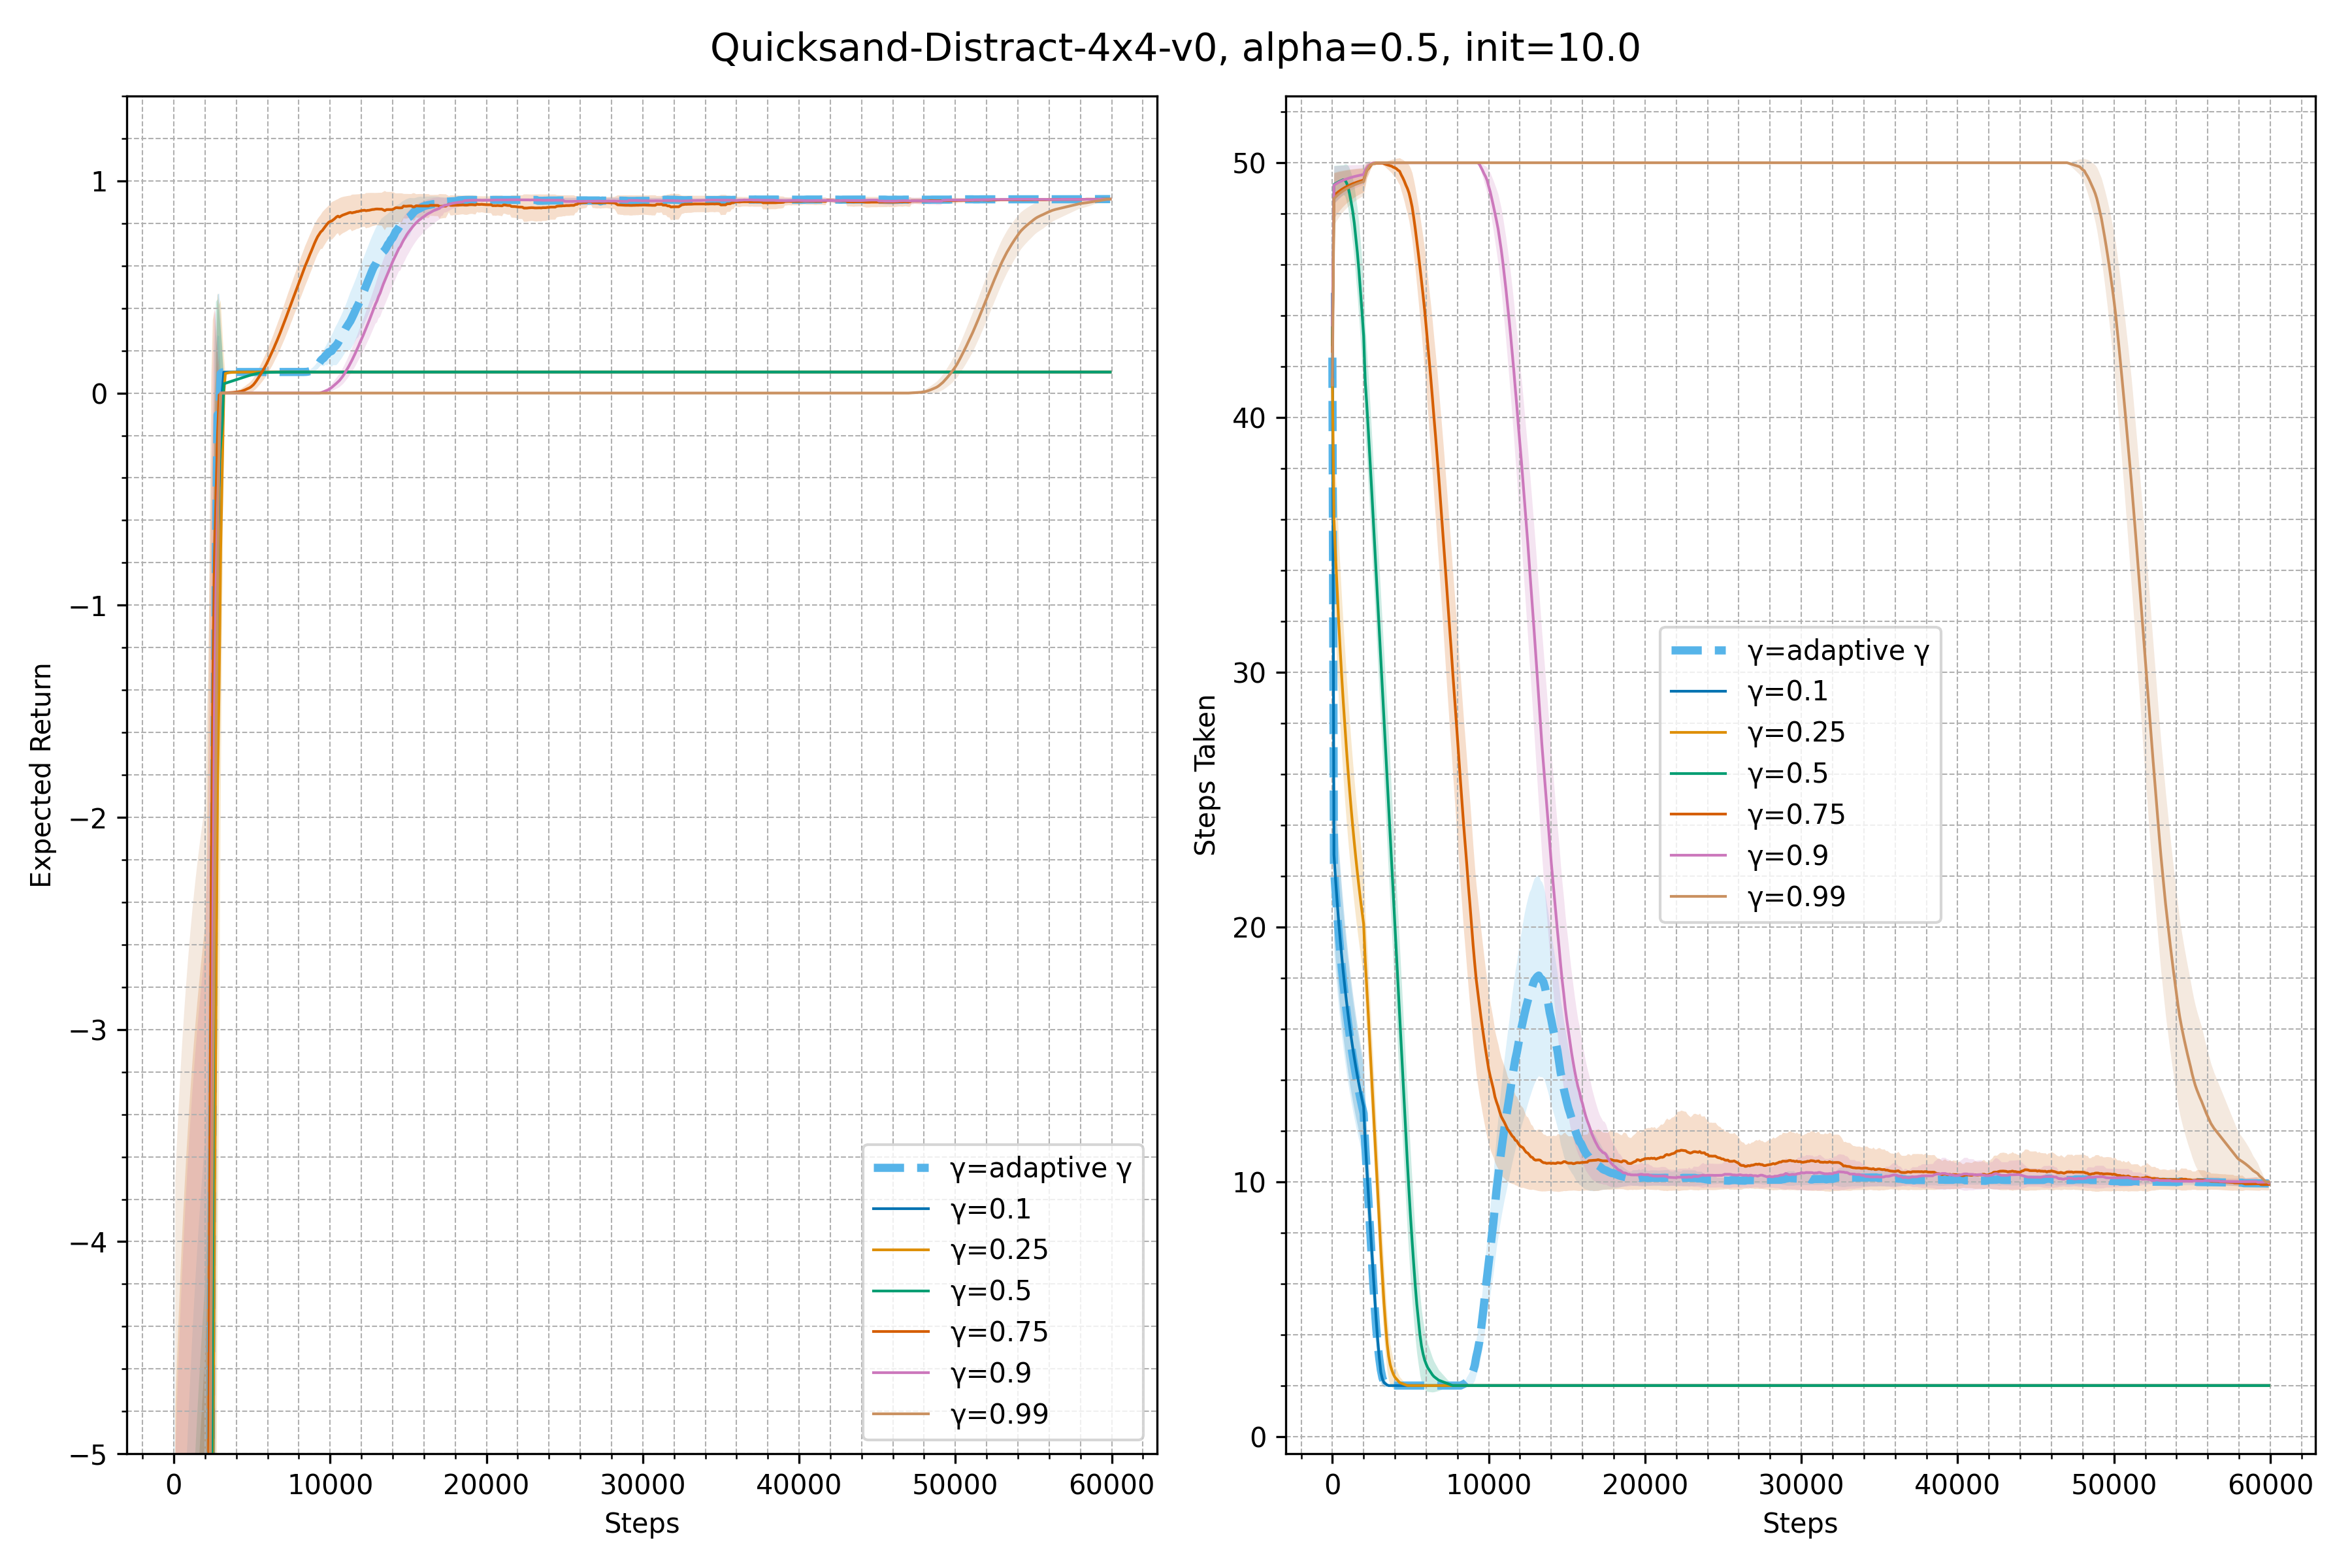 Quicksand-Distract-4x4-v0, alpha=0.5, init=10.0
Expected Return
1
0
−1
−2
−3
−4
−5
0 10000 20000 30000 40000 50000 60000
Steps
γ=adaptive γ
γ=0.1
γ=0.25
γ=0.5
γ=0.75
γ=0.9
γ=0.99
Steps Taken
50
40
30
20
10
0
0 10000 20000 30000 40000 50000 60000
Steps
γ=adaptive γ
γ=0.1
γ=0.25
γ=0.5
γ=0.75
γ=0.9
γ=0.99